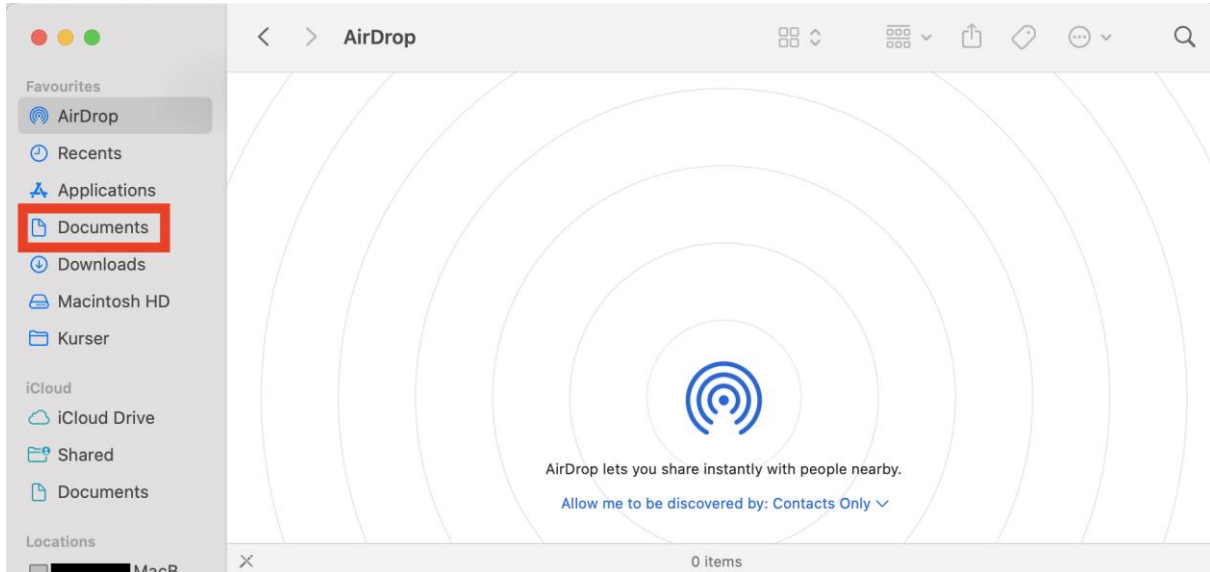 AirDrop
Favourites
AirDrop
Recents
Applications
Documents
Downloads
Macintosh HD
Kurser
iCloud
iCloud Drive
Shared
Documents
Locations
MacB
AirDrop lets you share instantly with people nearby.
Allow me to be discovered by: Contacts Only
0 items